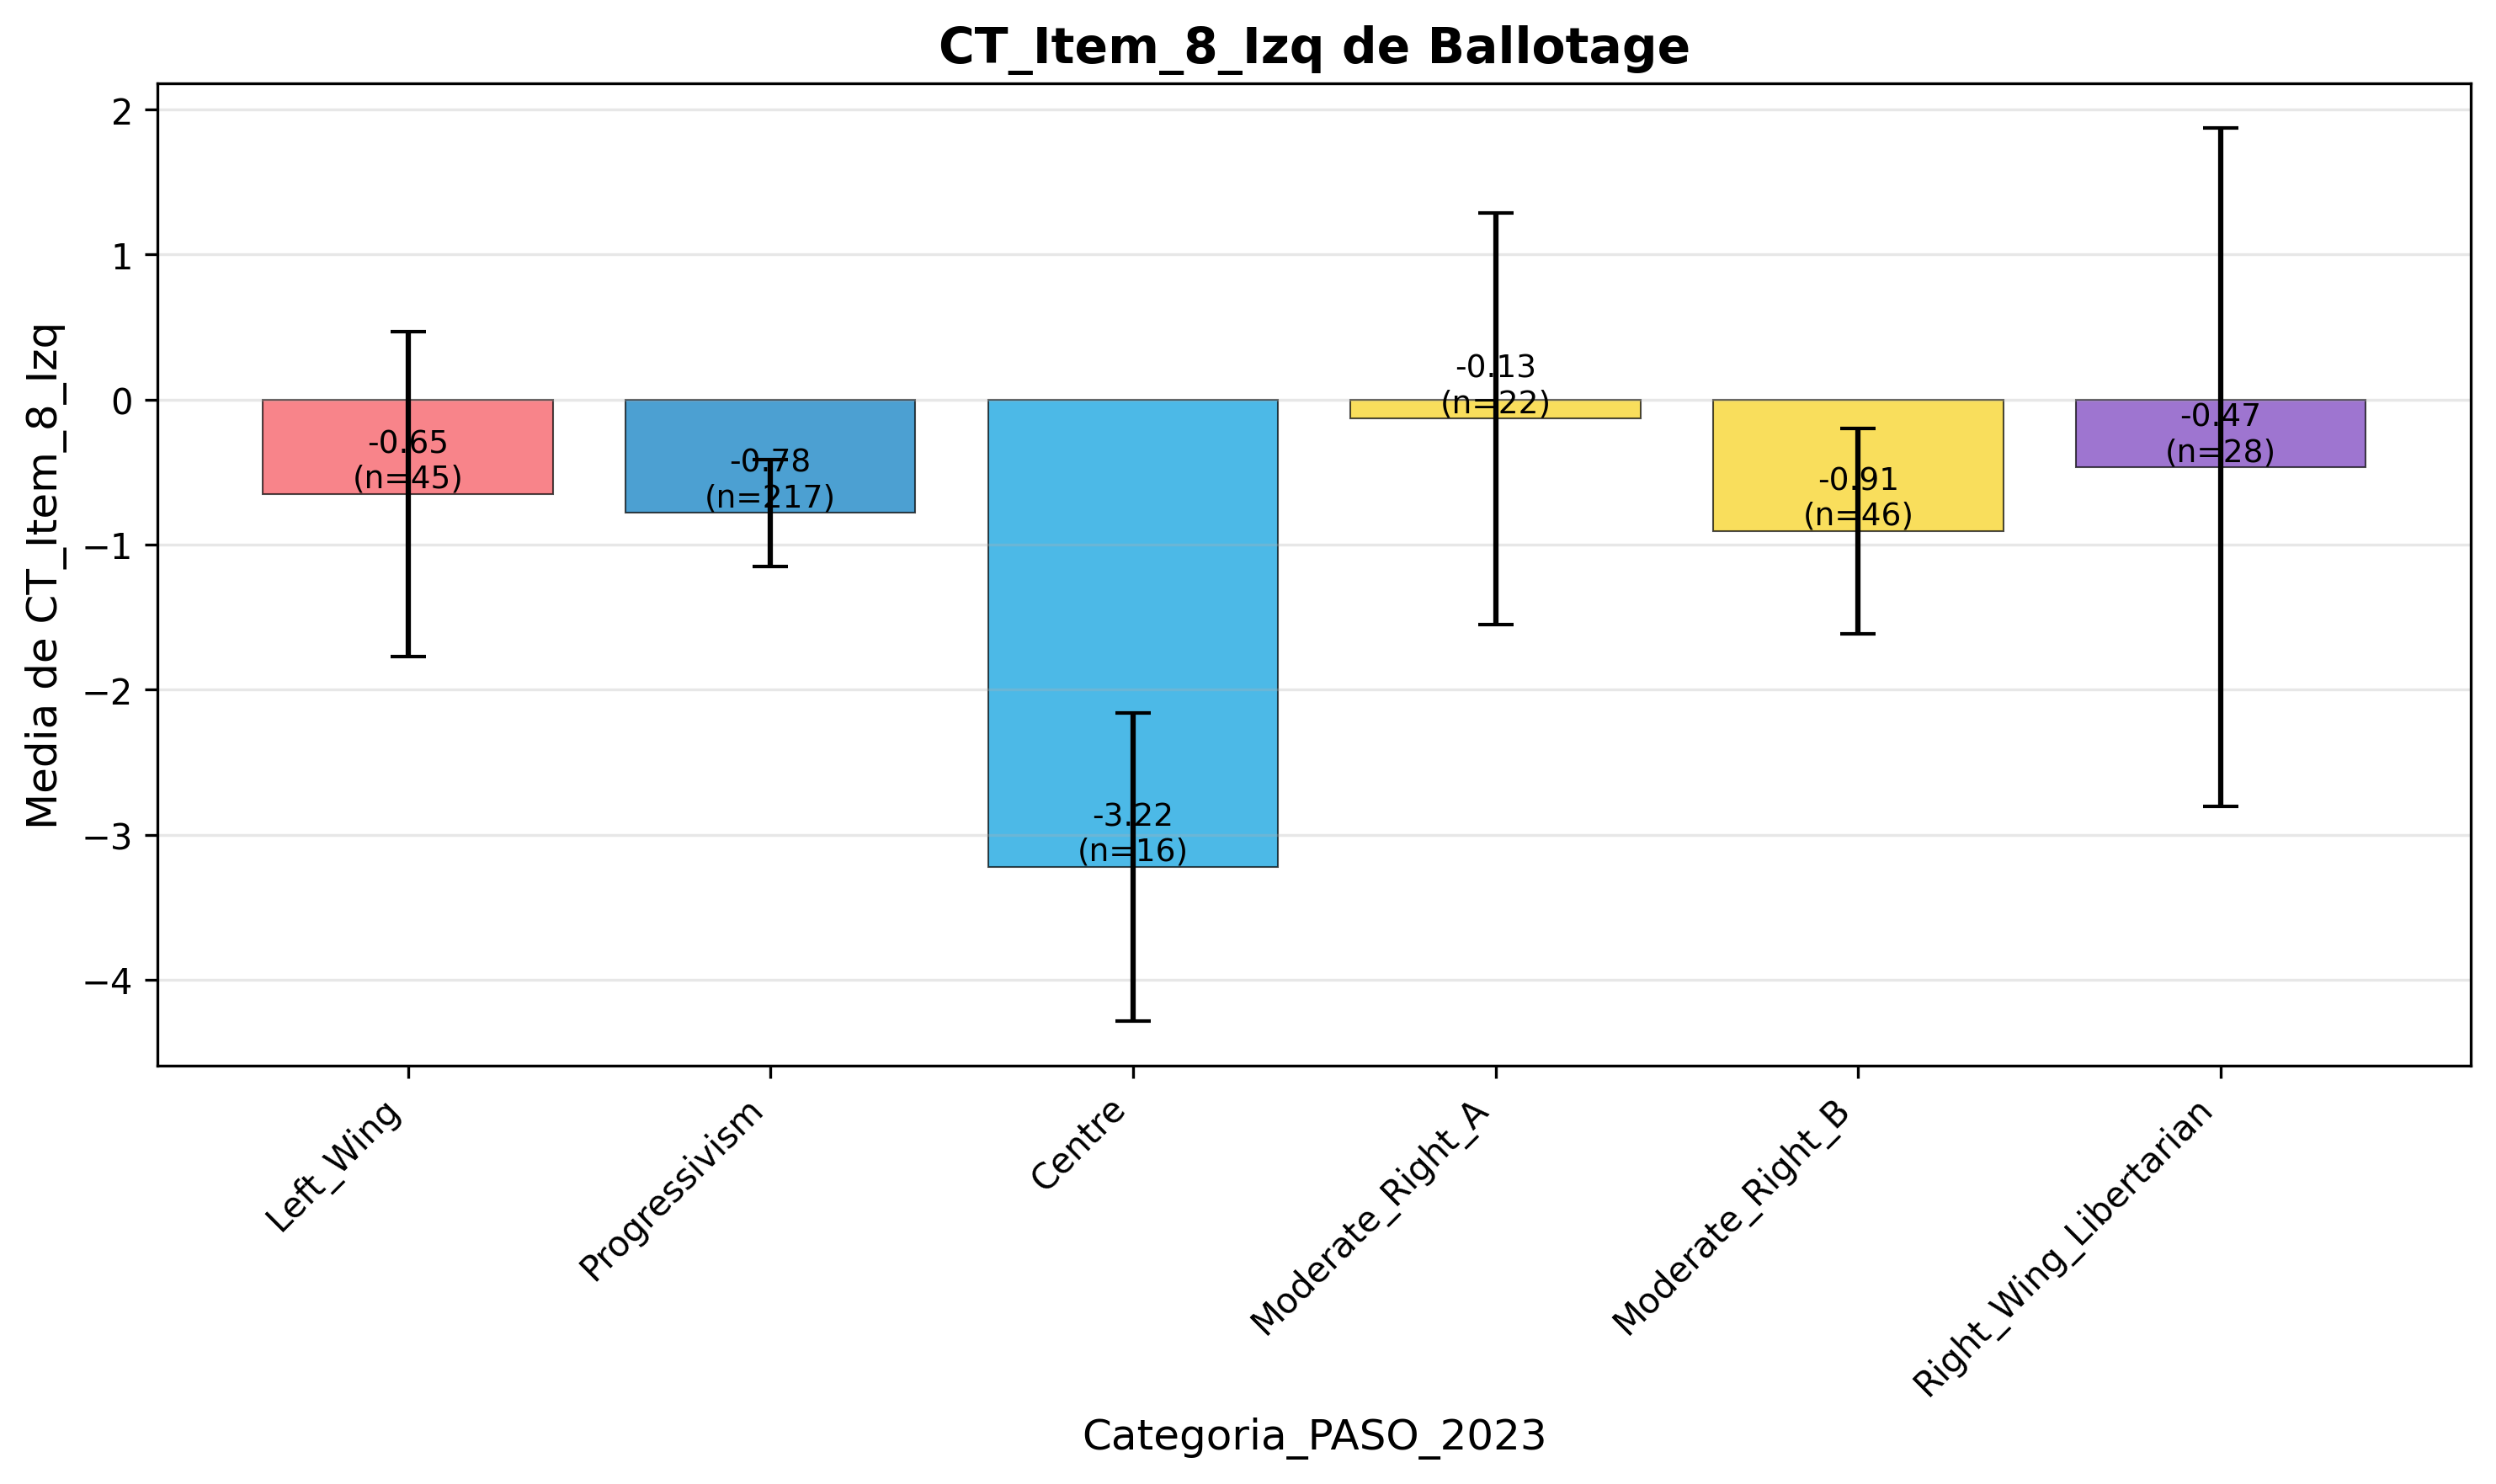 CT_Item_8_Izq de Ballotage
Media de CT_Item_8_Izq
2
1
0
−1
−2
−3
−4
-0.65
(n=45)
-0.78
(n=217)
-3.22
(n=16)
-0.13
(n=22)
-0.91
(n=46)
-0.47
(n=28)
Left_Wing
Progressivism
Centre
Moderate_Right_A
Moderate_Right_B
Right_Wing_Libertarian
Categoria_PASO_2023